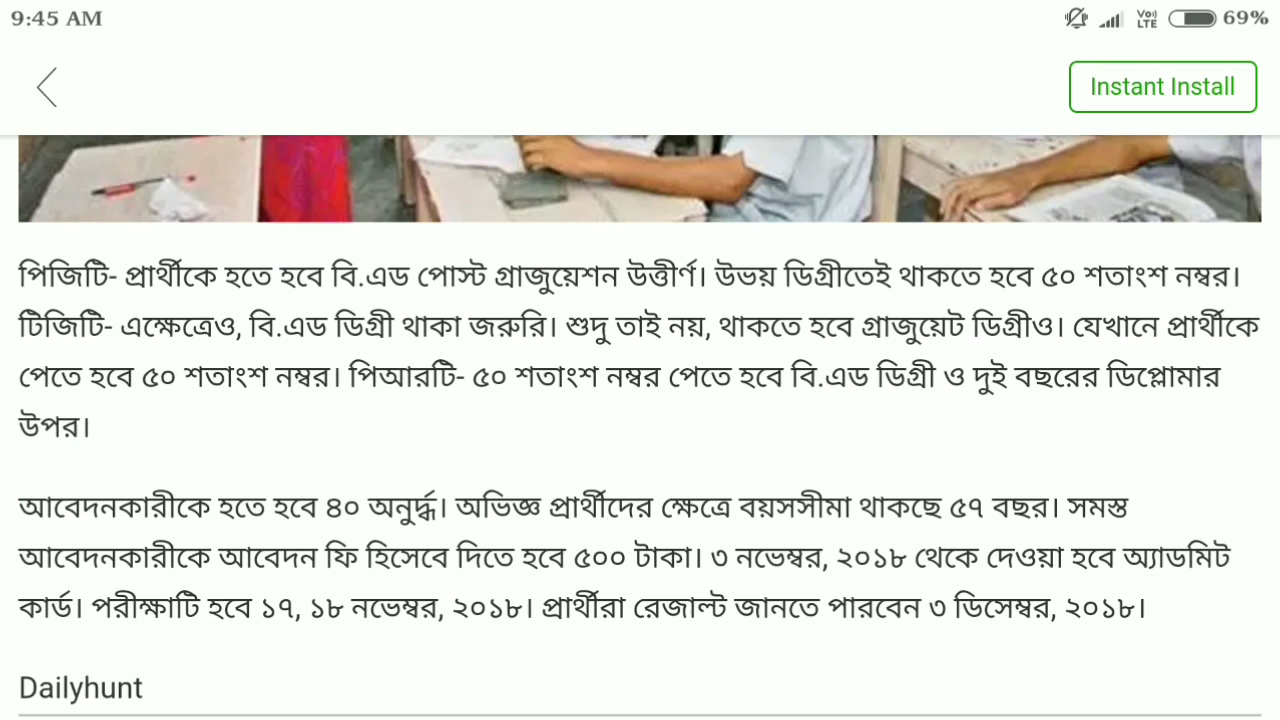 9:45 AM
Vo))
LTE
69%
Instant Install
পিজিটি- প্রার্থীকে হতে হবে বি.এড পোস্ট গ্রাজুয়েশন উত্তীর্ণ। উভয় ডিগ্রীতেই থাকতে হবে ৫০ শতাংশ নম্বর।
টিজিটি- এক্ষেত্রেও, বি.এড ডিগ্রী থাকা জরুরি। শুদু তাই নয়, থাকতে হবে গ্রাজুয়েট ডিগ্রীও। যেখানে প্রার্থীকে
পেতে হবে ৫০ শতাংশ নম্বর। পিআরটি- ৫০ শতাংশ নম্বর পেতে হবে বি.এড ডিগ্রী ও দুই বছরের ডিপ্লোমার
উপর।
আবেদনকারীকে হতে হবে ৪০ অনুর্দ্ধ। অভিজ্ঞ প্রার্থীদের ক্ষেত্রে বয়সসীমা থাকছে ৫৭ বছর। সমস্ত
আবেদনকারীকে আবেদন ফি হিসেবে দিতে হবে ৫০০ টাকা। ৩ নভেম্বর, ২০১৮ থেকে দেওয়া হবে অ্যাডমিট
কার্ড। পরীক্ষাটি হবে ১৭, ১৮ নভেম্বর, ২০১৮। প্রার্থীরা রেজাল্ট জানতে পারবেন ৩ ডিসেম্বর, ২০১৮।
Dailyhunt